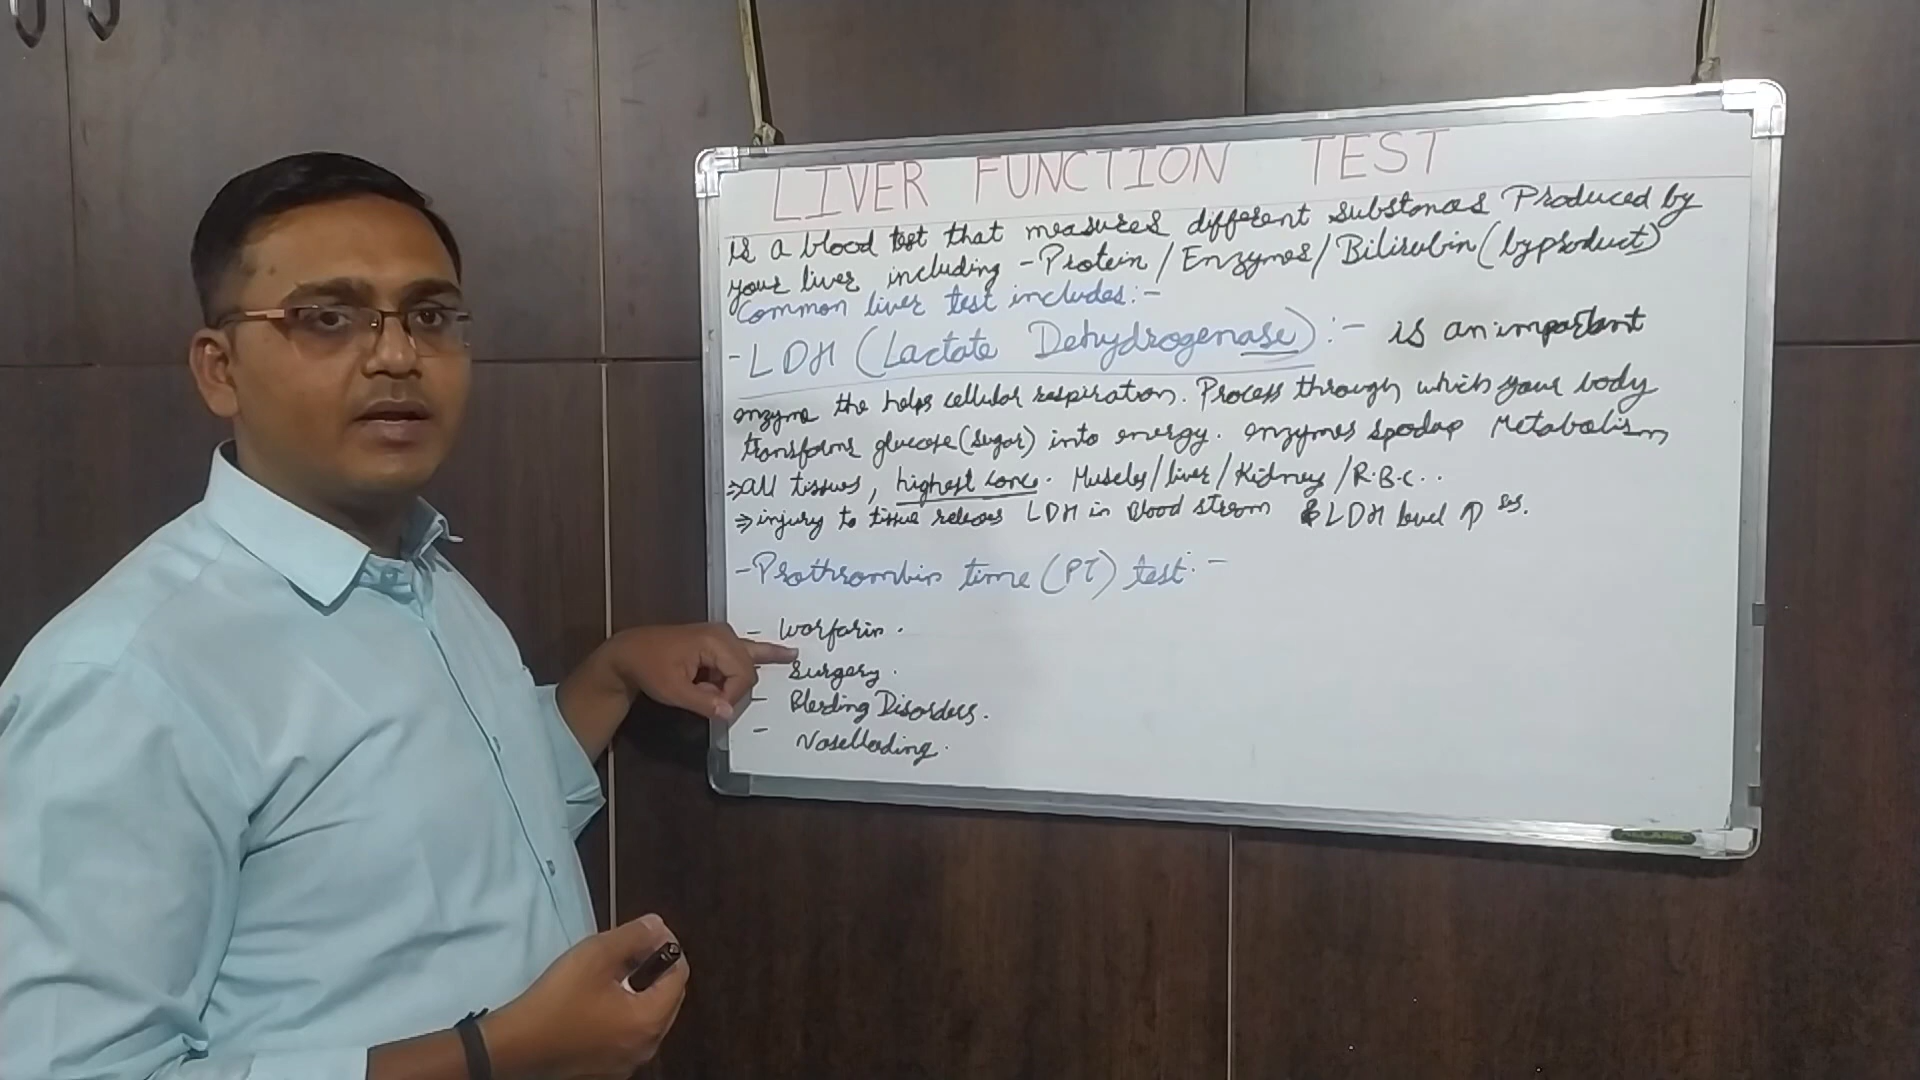 LIVER FUNCTION TEST
is a blood test that measures different substances Produced by
your liver including - Protein / Enzymes / Bilirubin (byproduct)
Common liver test includes:-
- LDH (Lactate Dehydrogenase) :- is an important
enzyme the helps cellular respiration. Process through which your body
transforms glucose (sugar) into energy. enzymes Metabolism
⇒ all tissues, highest conc. Muscles / liver / Kidney / R.B.C..
⇒ injury to tissue releases LDH in Blood stream & LDH level ↑
- Prothrombin time (PT) test:-
- Warfarin.
- Surgery.
- Bleeding Disorders.
- Nosebleeding.